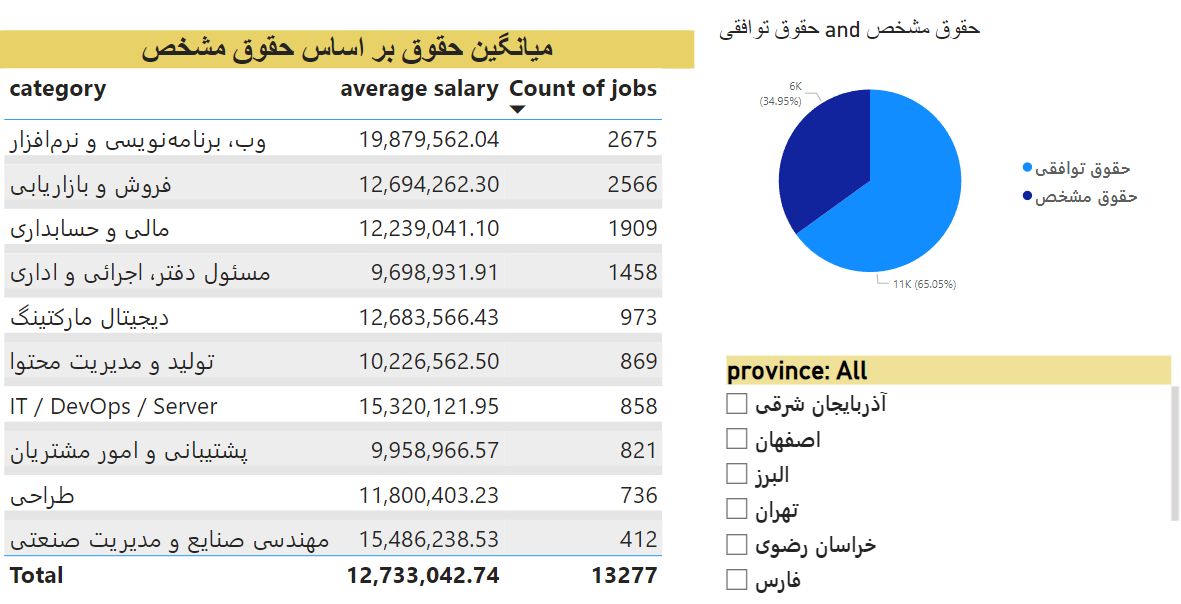 میانگین حقوق بر اساس حقوق مشخص
category average salary Count of jobs
وب، برنامه‌نویسی و نرم‌افزار 19,879,562.04 2675
فروش و بازاریابی 12,694,262.30 2566
مالی و حسابداری 12,239,041.10 1909
مسئول دفتر، اجرائی و اداری 9,698,931.91 1458
دیجیتال مارکتینگ 12,683,566.43 973
تولید و مدیریت محتوا 10,226,562.50 869
IT / DevOps / Server 15,320,121.95 858
پشتیبانی و امور مشتریان 9,958,966.57 821
طراحی 11,800,403.23 736
مهندسی صنایع و مدیریت صنعتی 15,486,238.53 412
Total 12,733,042.74 13277
حقوق مشخص and حقوق توافقی
6K
(34.95%)
حقوق توافقی
حقوق مشخص
11K (65.05%)
province: All
آذربایجان شرقی
اصفهان
البرز
تهران
خراسان رضوی
فارس